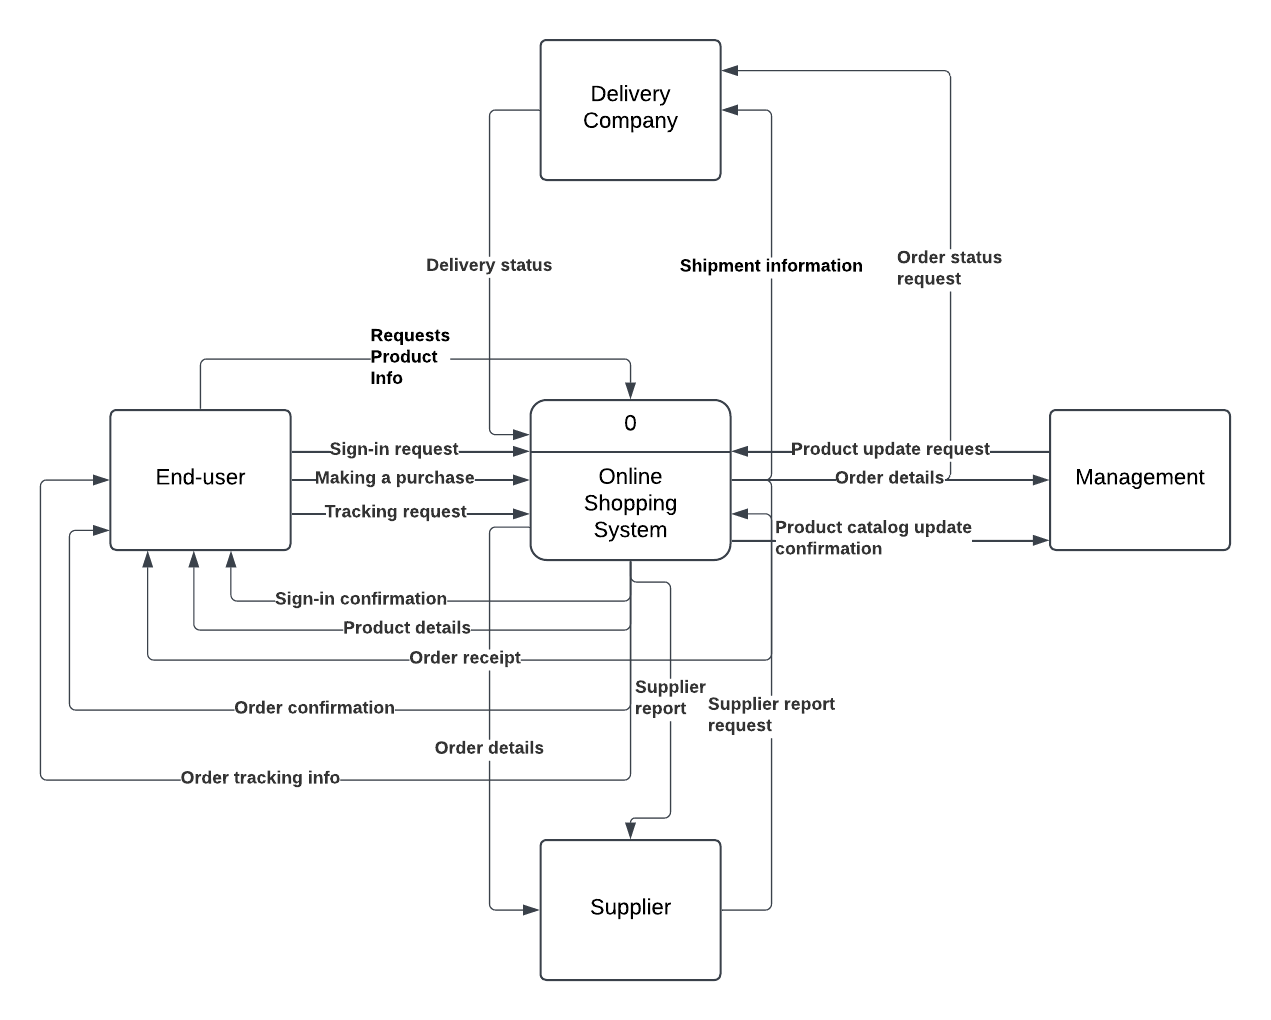 Delivery
Company
Delivery status
Shipment information
Order status
request
Requests
Product
Info
0
Online
Shopping
System
End-user
Management
Sign-in request
Making a purchase
Tracking request
Product update request
Order details
Product catalog update
confirmation
Sign-in confirmation
Product details
Order receipt
Order confirmation
Supplier
report
Supplier report
request
Order details
Order tracking info
Supplier